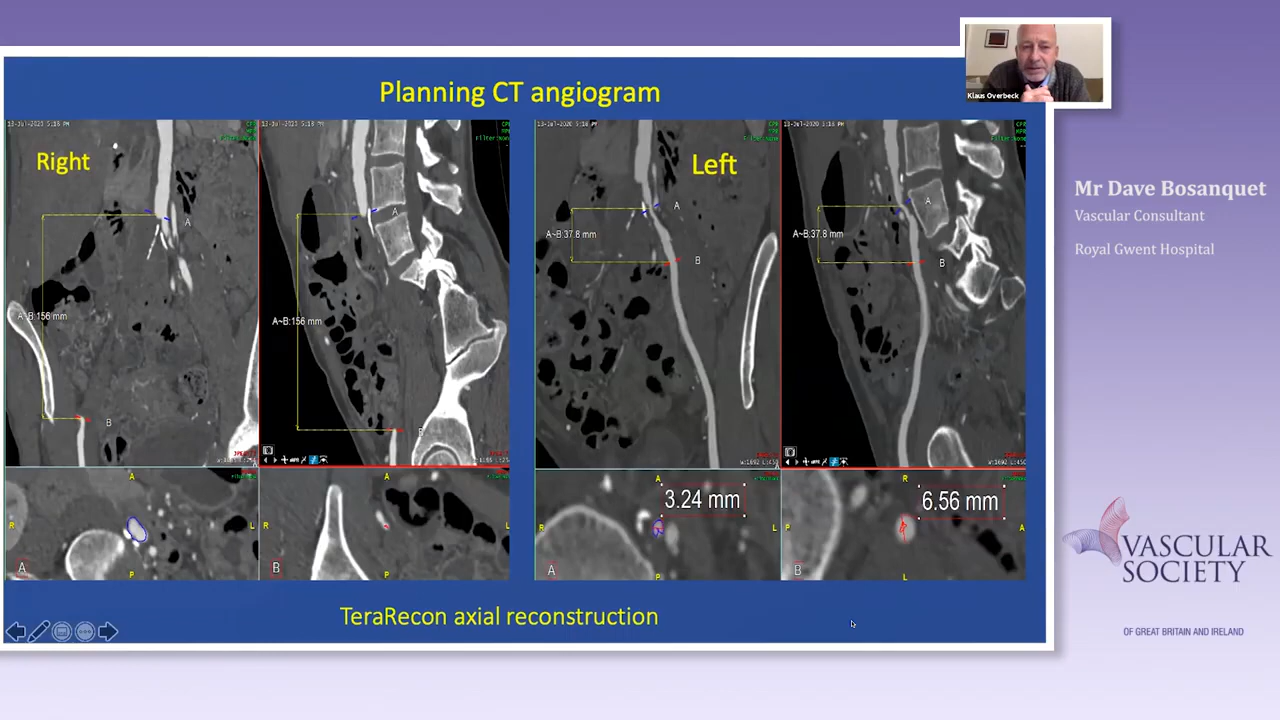 Planning CT angiogram
Klaus Overbeck
Mr Dave Bosanquet
Vascular Consultant
Royal Gwent Hospital
Right
A
A~B:156 mm
B
A
A~B:156 mm
Left
A
A~B:37.8 mm
B
A
A~B:37.8 mm
B
A
R
L
A
P
A
R
L
B
P
A
3.24 mm
R
L
A
P
R
6.56 mm
P
A
B
L
TeraRecon axial reconstruction
VASCULAR
SOCIETY
OF GREAT BRITAIN AND IRELAND